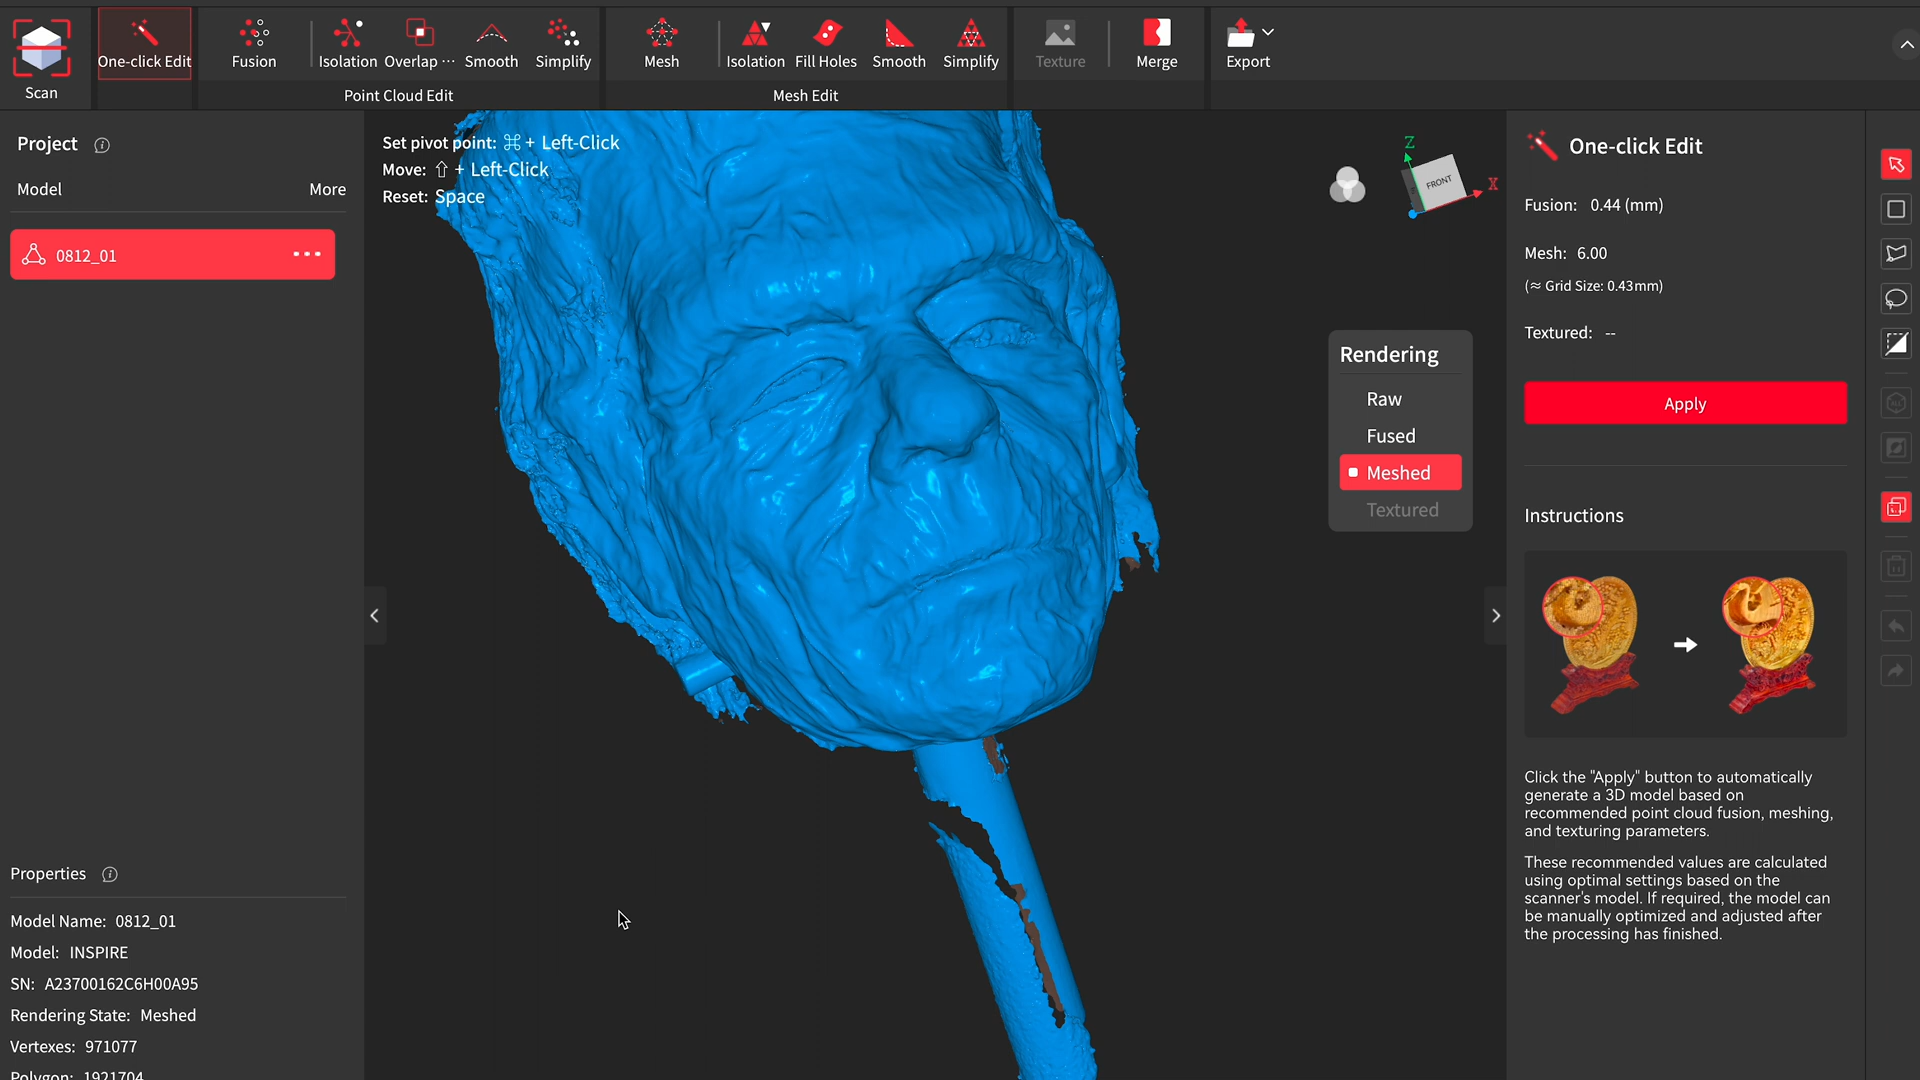 Scan
One-click Edit
Fusion
Isolation
Overlap ···
Smooth
Simplify
Point Cloud Edit
Mesh
Isolation
Fill Holes
Smooth
Simplify
Mesh Edit
Texture
Merge
Export
Project
Model
More
0812_01
Set pivot point: ⌘ + Left-Click
Move: ⇧ + Left-Click
Reset: Space
Z
X
FRONT
Rendering
Raw
Fused
Meshed
Textured
One-click Edit
Fusion: 0.44 (mm)
Mesh: 6.00
(≈ Grid Size: 0.43mm)
Textured: --
Apply
Instructions
Click the "Apply" button to automatically
generate a 3D model based on
recommended point cloud fusion, meshing,
and texturing parameters.
These recommended values are calculated
using optimal settings based on the
scanner's model. If required, the model can
be manually optimized and adjusted after
the processing has finished.
Properties
Model Name: 0812_01
Model: INSPIRE
SN: A23700162C6H00A95
Rendering State: Meshed
Vertexes: 971077
Polygon: 1921704